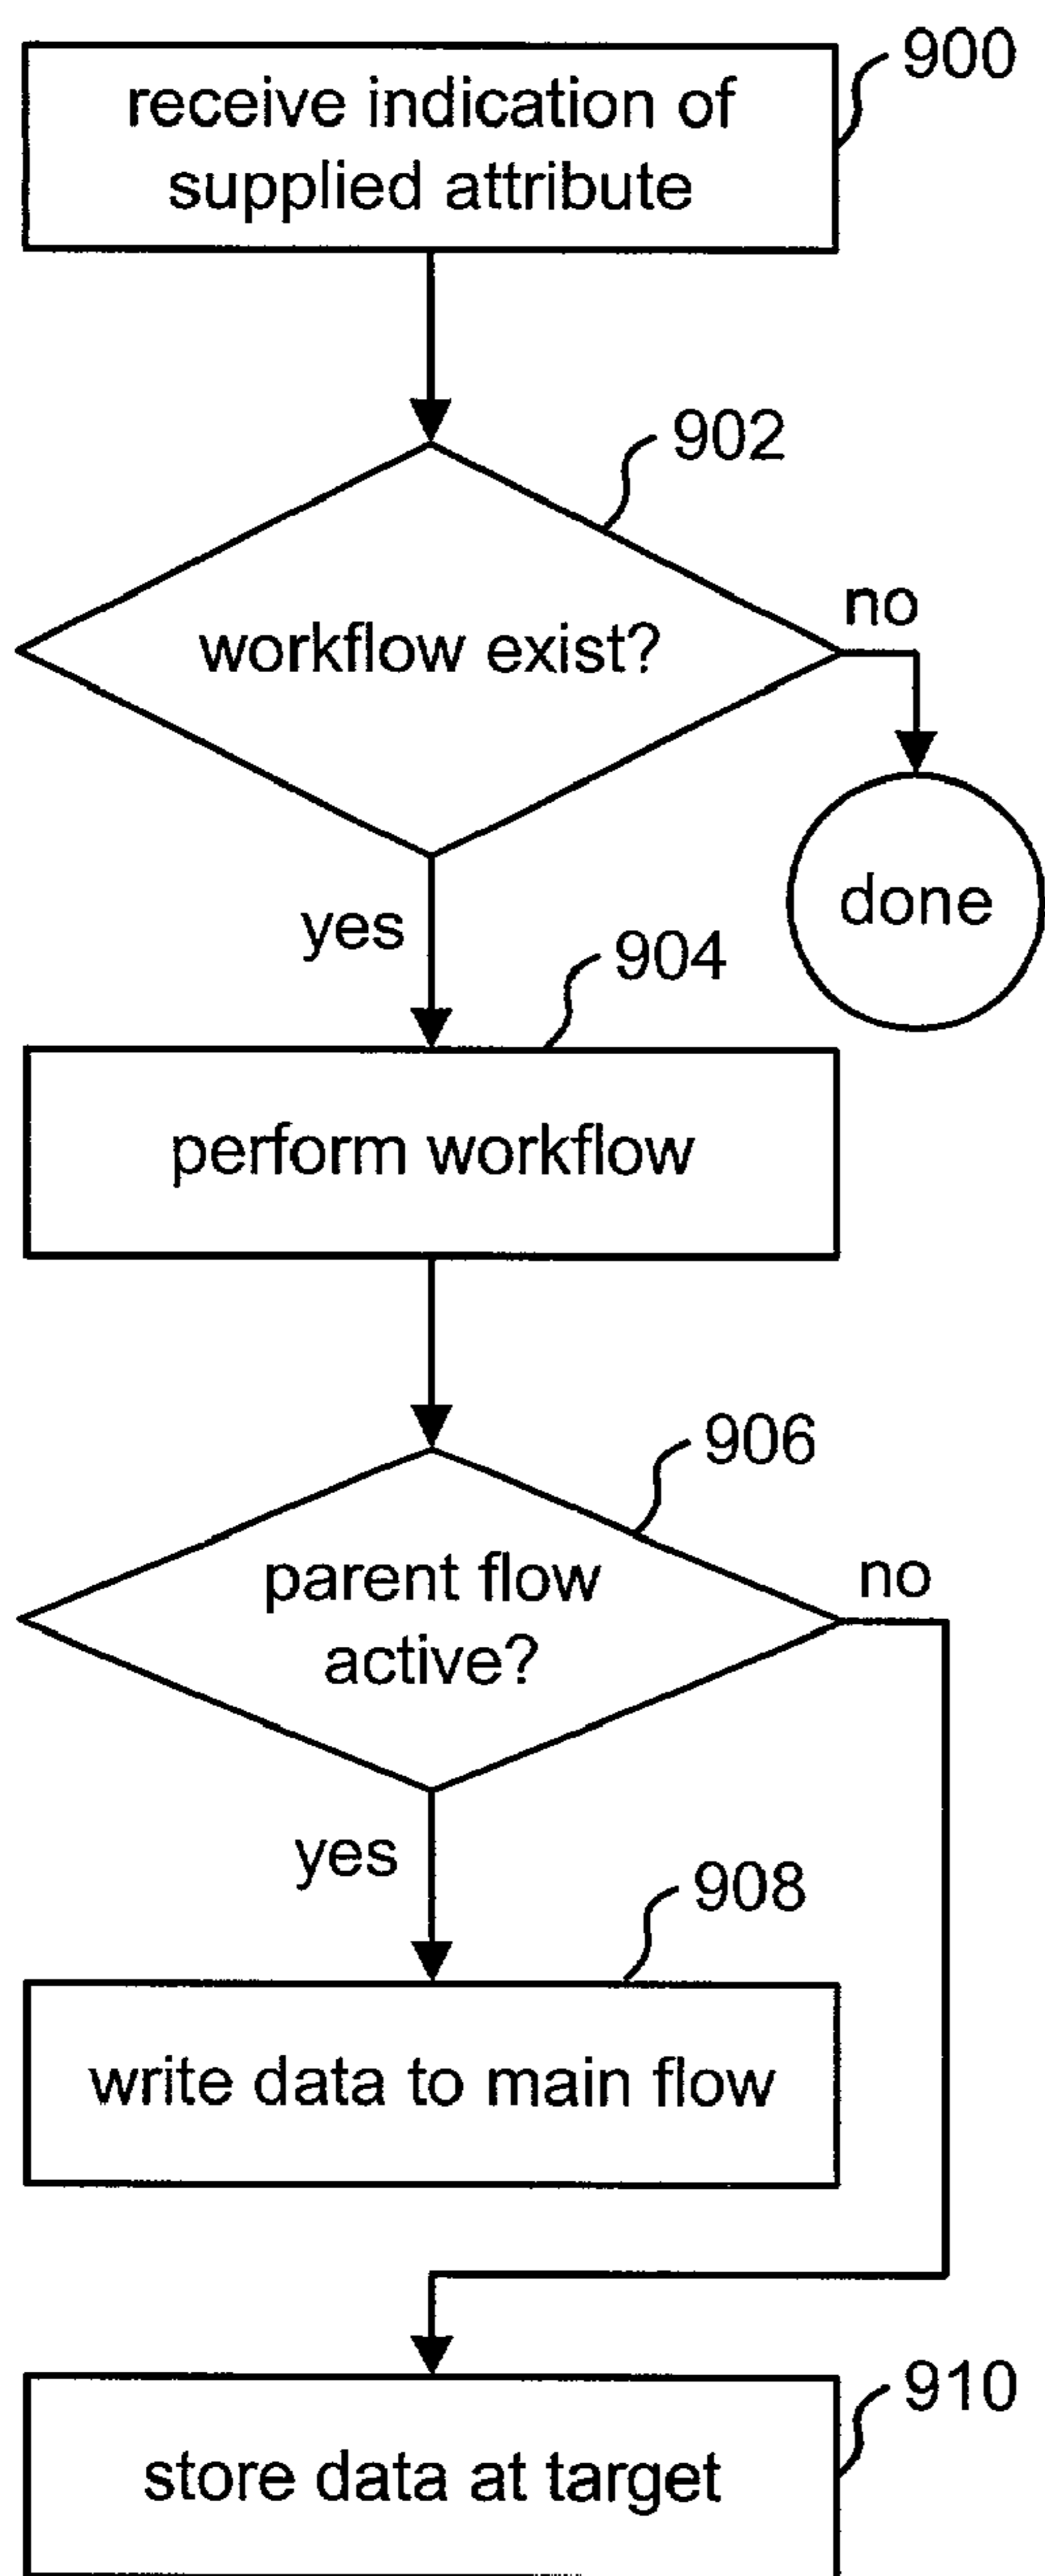 900
receive indication of
supplied attribute
902
workflow exist?
no
done
yes
904
perform workflow
906
parent flow
active?
no
yes
908
write data to main flow
910
store data at target